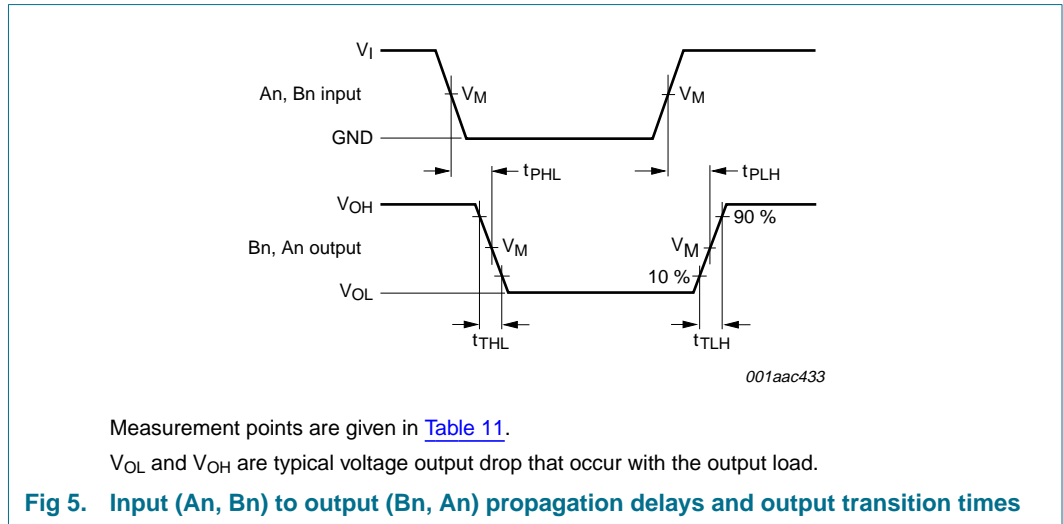 VI
An, Bn input
VM
VM
GND
tPHL
tPLH
VOH
90 %
Bn, An output
VM
VM
10 %
VOL
tTHL
tTLH
001aac433
Measurement points are given in Table 11.
VOL and VOH are typical voltage output drop that occur with the output load.
Fig 5. Input (An, Bn) to output (Bn, An) propagation delays and output transition times